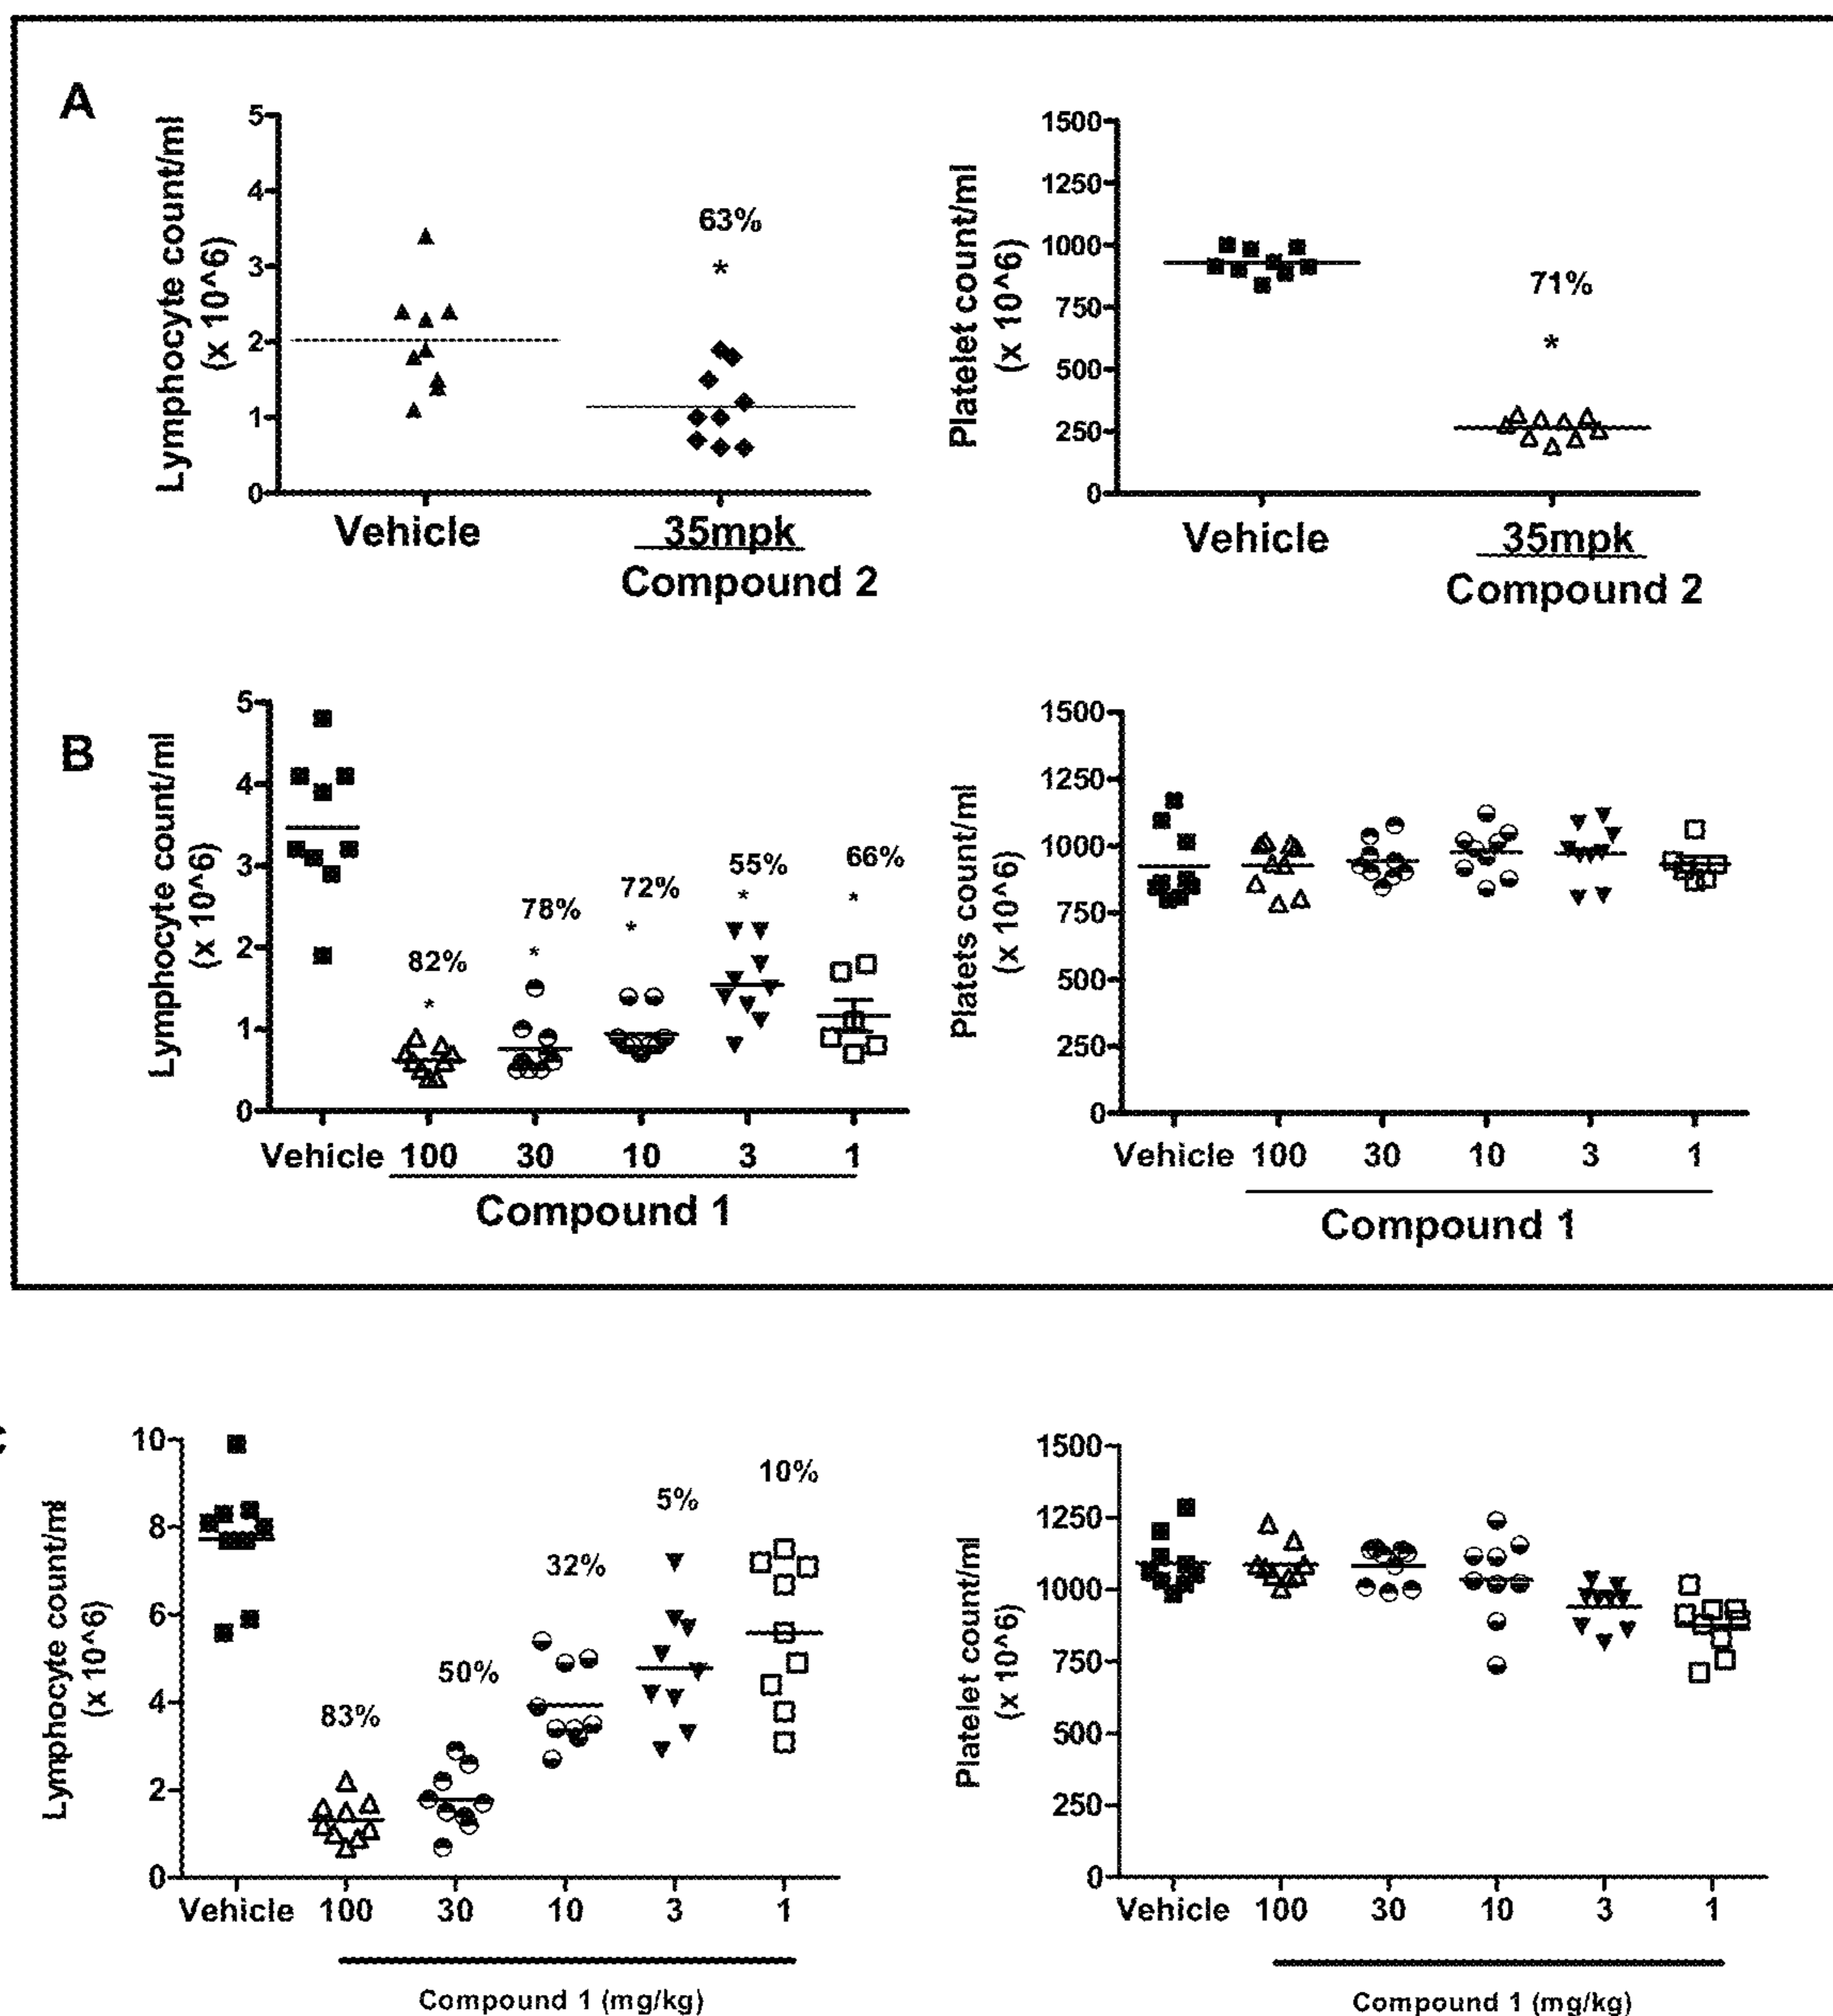 A
Lymphocyte count/ml
(x 10^6)
5
4
3
2
1
0
63%
*
Vehicle
35mpk
Compound 2
Platelet count/ml
(x 10^6)
1500
1250
1000
750
500
250
0
71%
*
Vehicle
35mpk
Compound 2
B
Lymphocyte count/ml
(x 10^6)
5
4
3
2
1
0
82%
*
78%
*
72%
*
55%
*
66%
*
Vehicle 100 30 10 3 1
Compound 1
Platets count/ml
(x 10^6)
1500
1250
1000
750
500
250
0
Vehicle 100 30 10 3 1
Compound 1
Lymphocyte count/ml
(x 10^6)
10
8
6
4
2
0
83%
50%
32%
5%
10%
Vehicle 100 30 10 3 1
Compound 1 (mg/kg)
Platelet count/ml
(x 10^6)
1500
1250
1000
750
500
250
0
Vehicle 100 30 10 3 1
Compound 1 (mg/kg)